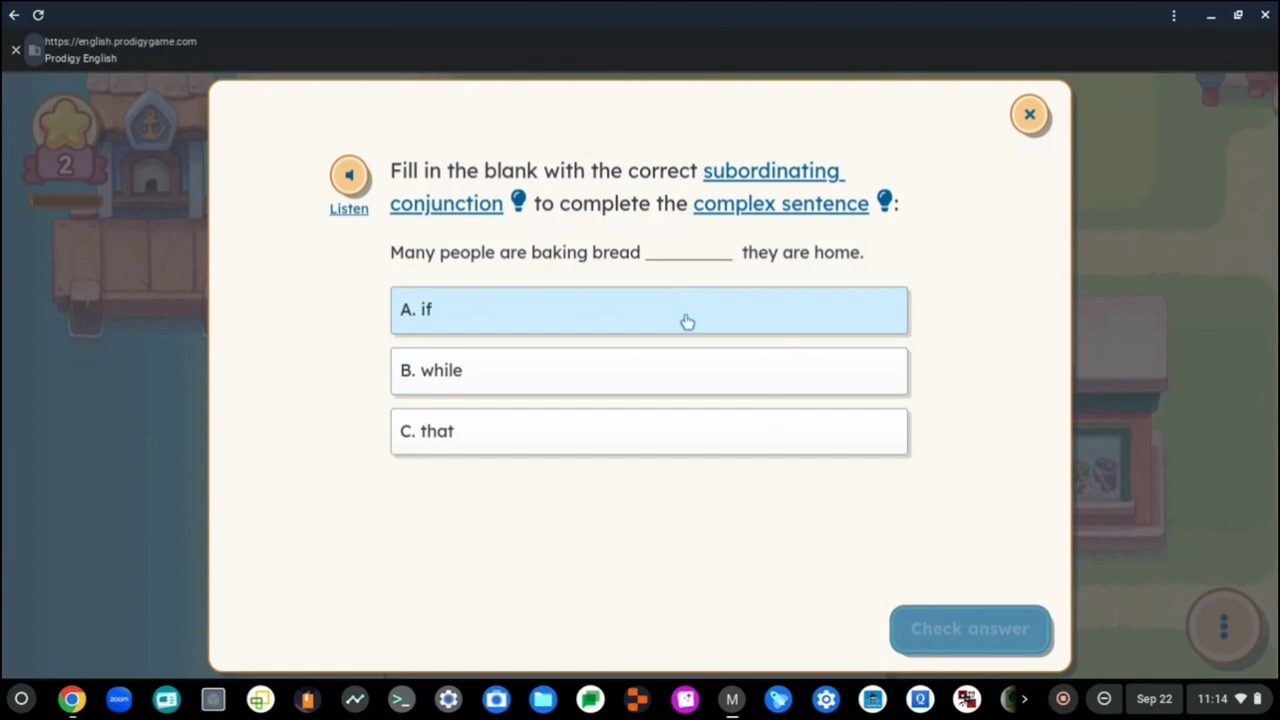 https://english.prodigygame.com
Prodigy English
2
Listen
Fill in the blank with the correct subordinating
conjunction to complete the complex sentence :
Many people are baking bread ________ they are home.
A. if
B. while
C. that
Check answer
zoom
M
Q
Sep 22
11:14